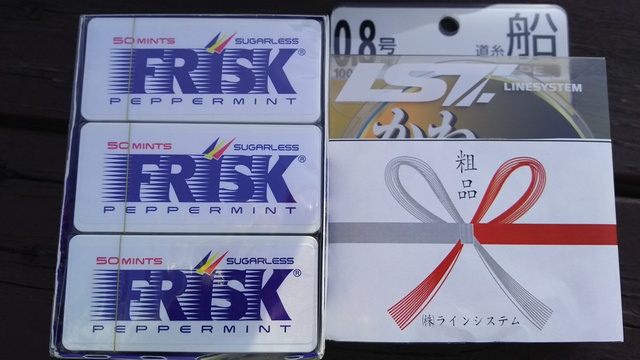 50 MINTS SUGARLESS
FRISK®
PEPPERMINT
50 MINTS SUGARLESS
FRISK®
PEPPERMINT
50 MINTS SUGARLESS
FRISK®
PEPPERMINT
0.8号
道糸 船
LST.
LINESYSTEM
粗品
㈱ラインシステム